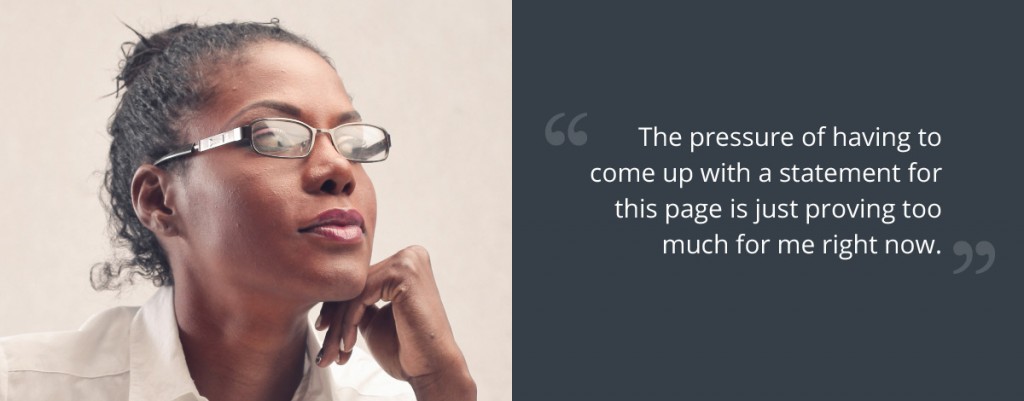 “The pressure of having to
come up with a statement for
this page is just proving too
much for me right now.”